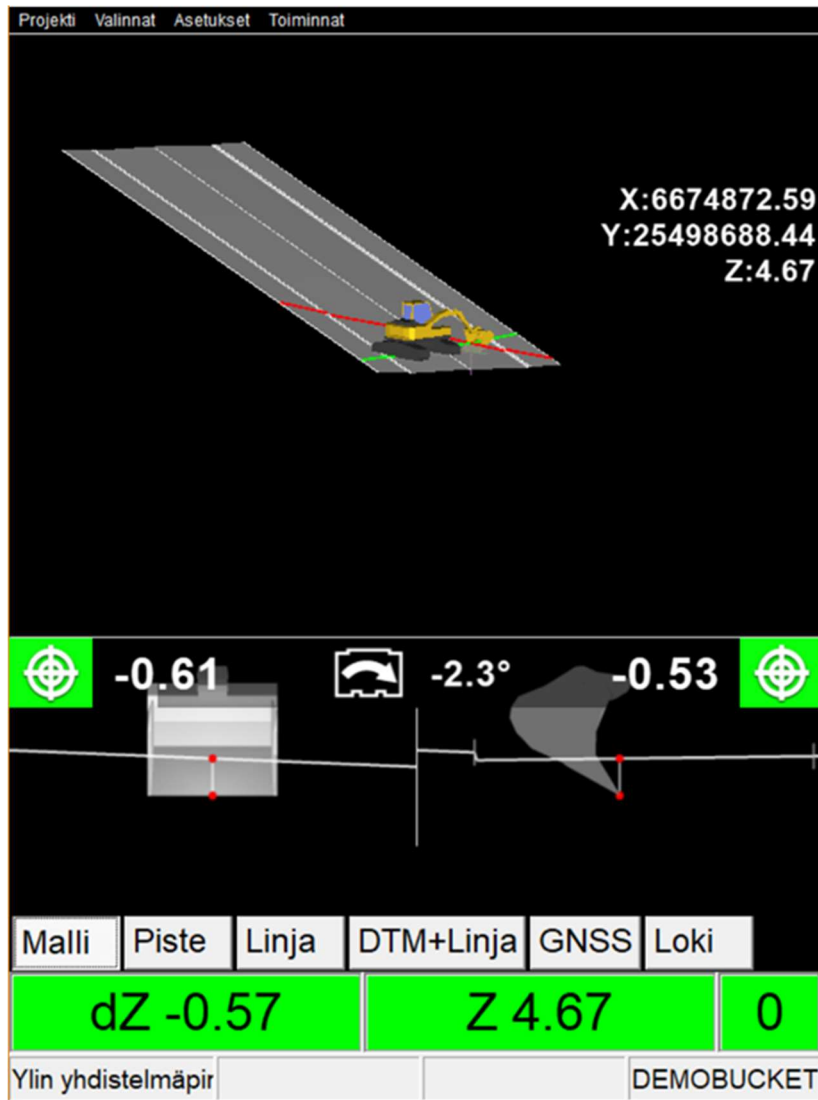 Projekti Valinnat Asetukset Toiminnat
X:6674872.59
Y:25498688.44
Z:4.67
-0.61 -2.3° -0.53
Malli Piste Linja DTM+Linja GNSS Loki
dZ -0.57 Z 4.67 0
Ylin yhdistelmäpir DEMOBUCKET